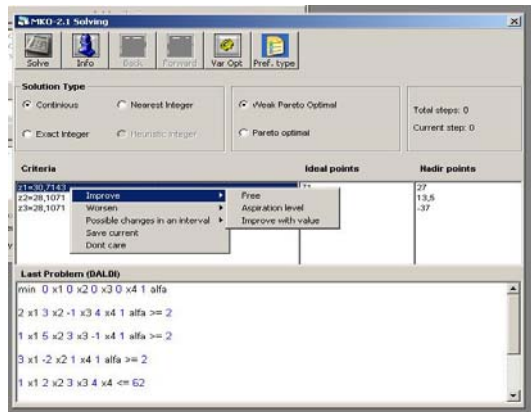 MKO-2.1 Solving
Solve Info Back Forward Var Opt Pref. type
Solution Type
Continious Nearest Integer Weak Pareto Optimal
Total steps: 0
Exact Integer Heuristic integer Pareto optimal
Current step: 0
Criteria Ideal points Nadir points
z1=30,7143 27
z2=28,1071 13,5
z3=28,1071 -37
Improve Free
Worsen Aspiration level
Possible changes in an interval Improve with value
Save current
Dont care
Last Problem (DALDI)
min 0 x1 0 x2 0 x3 0 x4 1 alfa
2 x1 3 x2 -1 x3 4 x4 1 alfa >= 2
1 x1 5 x2 3 x3 -1 x4 1 alfa >= 2
3 x1 -2 x2 1 x4 1 alfa >= 2
1 x1 2 x2 3 x3 4 x4 <= 62